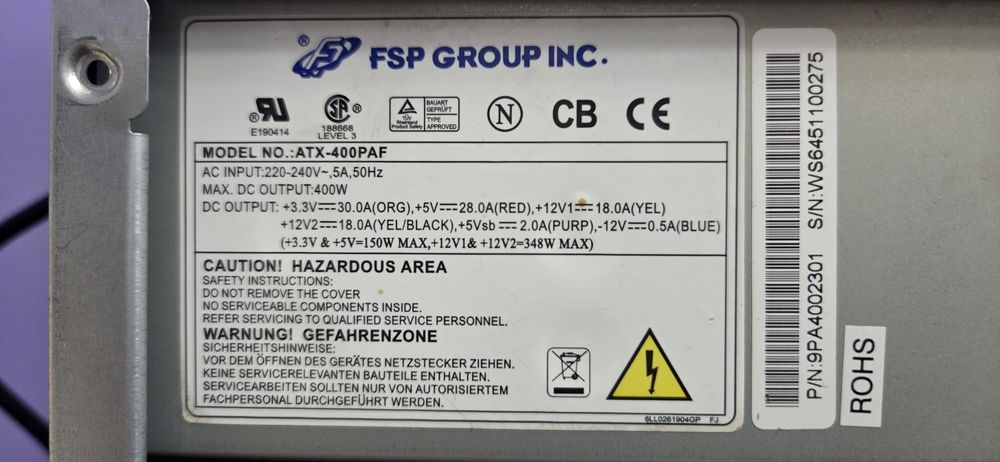 ® FSP GROUP INC.
® RU US
E190414
SA ®
188668
LEVEL 3
TÜV
Rheinland
Product Safety
BAUART
GEPRÜFT
TYPE
APPROVED
N
CB
CE
MODEL NO.:ATX-400PAF
AC INPUT:220-240V~,5A,50Hz
MAX. DC OUTPUT:400W
DC OUTPUT: +3.3V⎓30.0A(ORG),+5V⎓28.0A(RED),+12V1⎓18.0A(YEL)
+12V2⎓18.0A(YEL/BLACK),+5Vsb⎓2.0A(PURP),-12V⎓0.5A(BLUE)
(+3.3V & +5V=150W MAX,+12V1& +12V2=348W MAX)
CAUTION! HAZARDOUS AREA
SAFETY INSTRUCTIONS:
DO NOT REMOVE THE COVER
NO SERVICEABLE COMPONENTS INSIDE.
REFER SERVICING TO QUALIFIED SERVICE PERSONNEL.
WARNUNG! GEFAHRENZONE
SICHERHEITSHINWEISE:
VOR DEM ÖFFNEN DES GERÄTES NETZSTECKER ZIEHEN.
KEINE SERVICERELEVANTEN BAUTEILE ENTHALTEN.
SERVICEARBEITEN SOLLTEN NUR VON AUTORISIERTEM
FACHPERSONAL DURCHGEFÜHRT WERDEN.
6LL0261904GP FJ
P/N:9PA4002301 S/N:WS6451100275
ROHS